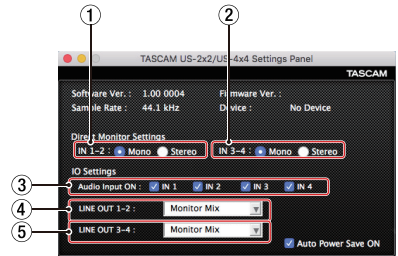 ① ②
TASCAM US-2x2/US-4x4 Settings Panel
TASCAM
Software Ver. : 1.00 0004 Firmware Ver. :
Sample Rate : 44.1 kHz Device : No Device
Direct Monitor Settings
IN 1-2 : Mono Stereo IN 3-4 : Mono Stereo
IO Settings
③ Audio Input ON : IN 1 IN 2 IN 3 IN 4
④ LINE OUT 1-2 : Monitor Mix
⑤ LINE OUT 3-4 : Monitor Mix
Auto Power Save ON